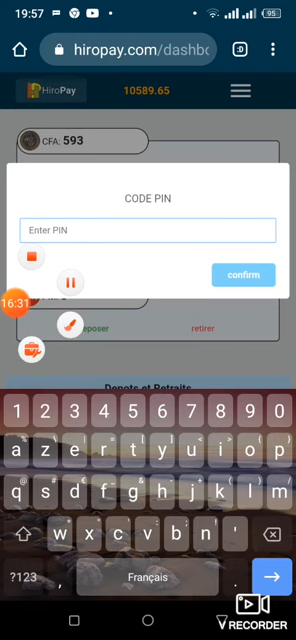 19:57
95
hiropay.com/dashbo
:D
HiroPay
10589.65
CFA: 593
CODE PIN
Enter PIN
confirm
16:31
eposer
retirer
Depots et Retraits
1 2 3 4 5 6 7 8 9 0
a z e r t y u i o p
q s d f g h j k l m
w x c v b n '
?123 , Français .
RECORDER